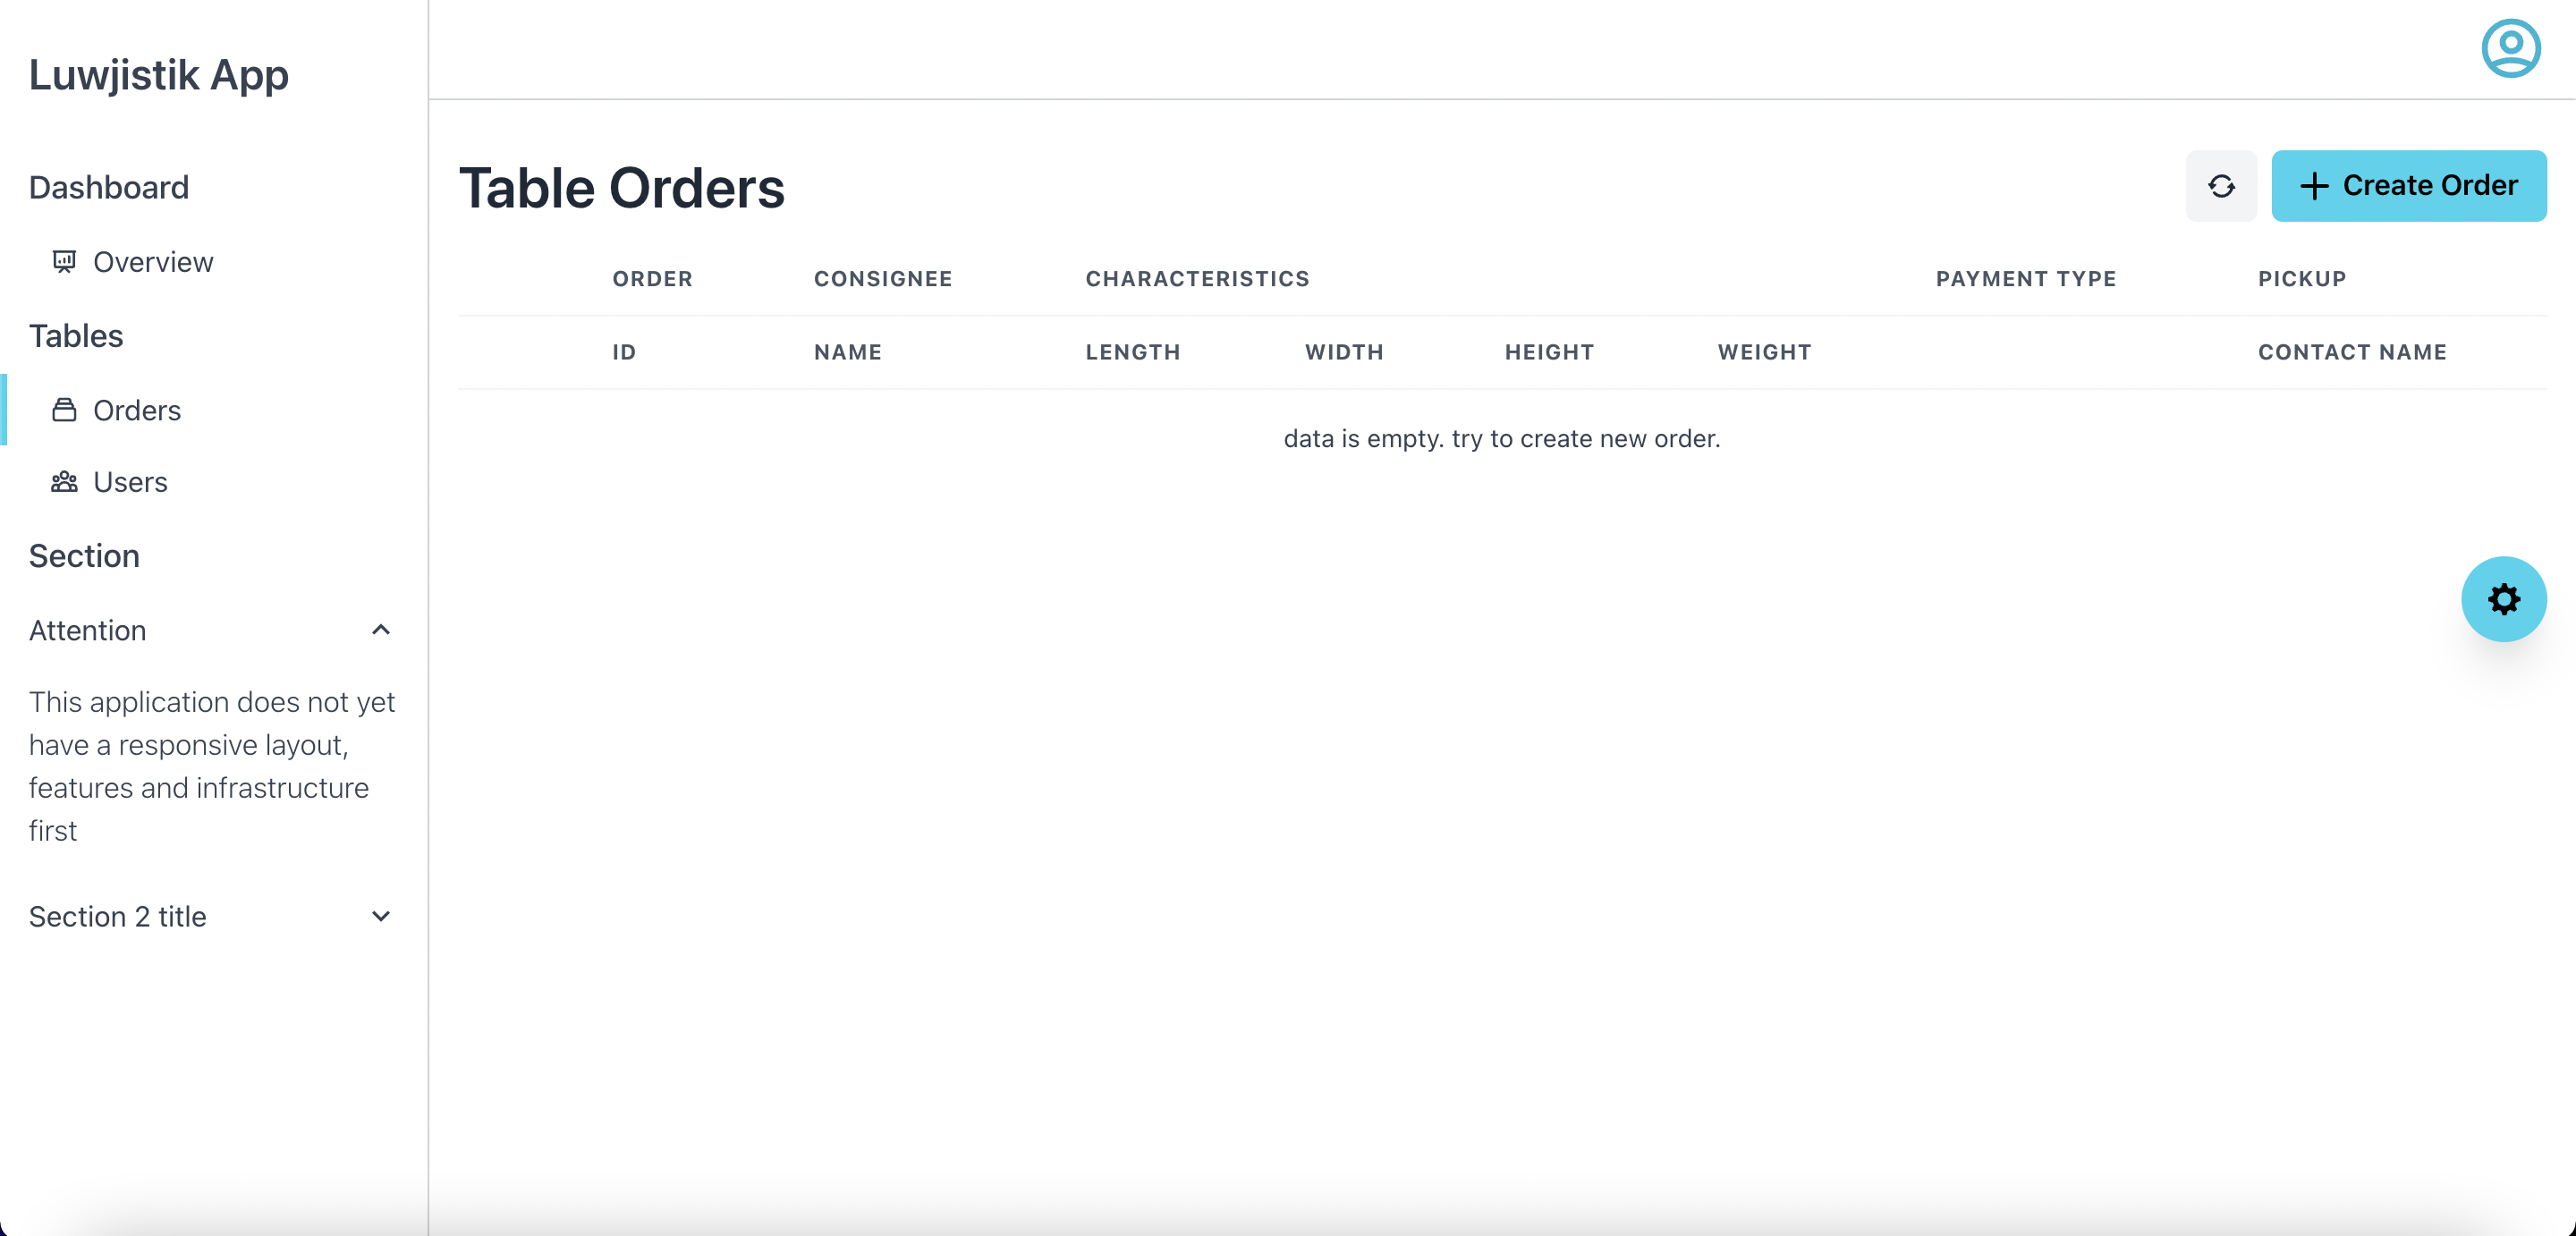 Luwjistik App
Dashboard
Overview
Tables
Orders
Users
Section
Attention
This application does not yet
have a responsive layout,
features and infrastructure
first
Section 2 title
Table Orders
Create Order
ORDER CONSIGNEE CHARACTERISTICS PAYMENT TYPE PICKUP
ID NAME LENGTH WIDTH HEIGHT WEIGHT CONTACT NAME
data is empty. try to create new order.